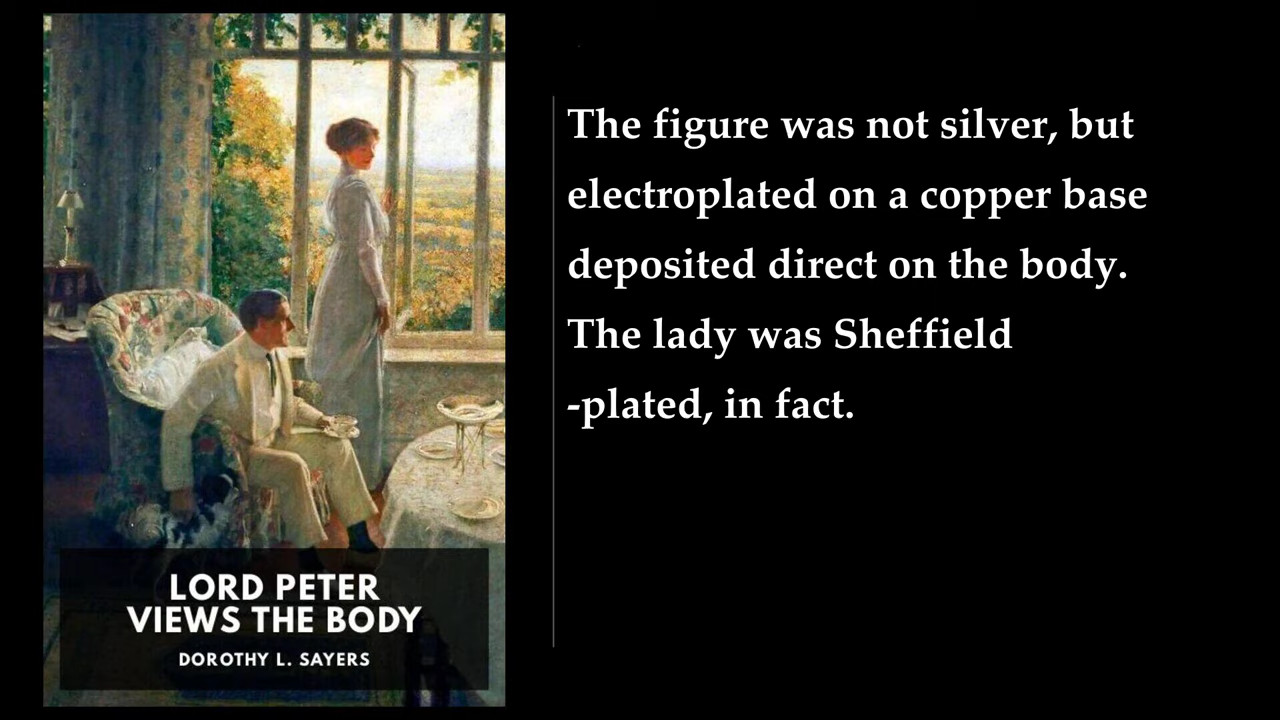 The figure was not silver, but
electroplated on a copper base
deposited direct on the body.
The lady was Sheffield
-plated, in fact.
LORD PETER
VIEWS THE BODY
DOROTHY L. SAYERS